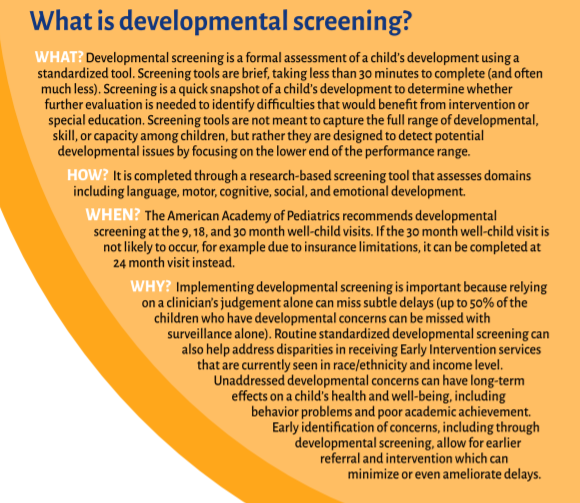 What is developmental screening?
WHAT? Developmental screening is a formal assessment of a child's development using a
standardized tool. Screening tools are brief, taking less than 30 minutes to complete (and often
much less). Screening is a quick snapshot of a child's development to determine whether
further evaluation is needed to identify difficulties that would benefit from intervention or
special education. Screening tools are not meant to capture the full range of developmental,
skill, or capacity among children, but rather they are designed to detect potential
developmental issues by focusing on the lower end of the performance range.
HOW? It is completed through a research-based screening tool that assesses domains
including language, motor, cognitive, social, and emotional development.
WHEN? The American Academy of Pediatrics recommends developmental
screening at the 9, 18, and 30 month well-child visits. If the 30 month well-child visit is
not likely to occur, for example due to insurance limitations, it can be completed at
24 month visit instead.
WHY? Implementing developmental screening is important because relying
on a clinician's judgement alone can miss subtle delays (up to 50% of the
children who have developmental concerns can be missed with
surveillance alone). Routine standardized developmental screening can
also help address disparities in receiving Early Intervention services
that are currently seen in race/ethnicity and income level.
Unaddressed developmental concerns can have long-term
effects on a child's health and well-being, including
behavior problems and poor academic achievement.
Early identification of concerns, including through
developmental screening, allow for earlier
referral and intervention which can
minimize or even ameliorate delays.